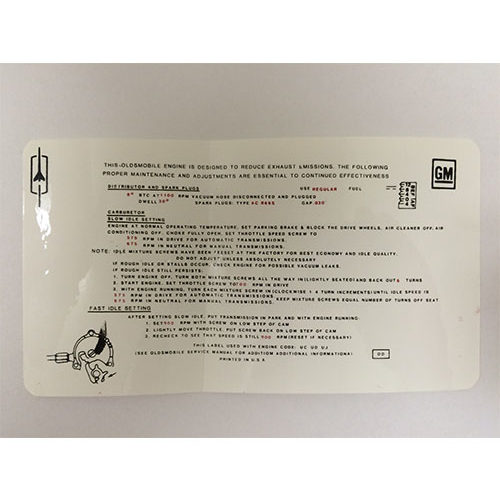 THIS-OLDSMOBILE ENGINE IS DESIGNED TO REDUCE EXHAUST EMISSIONS. THE FOLLOWING
PROPER MAINTENANCE AND ADJUSTMENTS ARE ESSENTIAL TO CONTINUED EFFECTIVENESS
GM
DISTRIBUTOR AND SPARK PLUGS USE REGULAR FUEL
8° BTC AT 1100 RPM VACUUM HOSE DISCONNECTED AND PLUGGED
DWELL 30° SPARK PLUGS: TYPE AC R46S GAP.030
CARBURETOR
SLOW IDLE SETTING
ENGINE AT NORMAL OPERATING TEMPERATURE. SET PARKING BRAKE & BLOCK THE DRIVE WHEELS. AIR CLEANER OFF, AIR
CONDITIONING OFF. CHOKE FULLY OPEN. SET THROTTLE SPEED SCREW TO
575 RPM IN DRIVE FOR AUTOMATIC TRANSMISSIONS.
675 RPM IN NEUTRAL FOR MANUAL TRANSMISSIONS.
NOTE: IDLE MIXTURE SCREWS HAVE BEEN PRESET AT THE FACTORY FOR BEST ECONOMY AND IDLE QUALITY.
DO NOT ADJUST UNLESS ABSOLUTELY NECESSARY
IF ROUGH IDLE OR STALLS OCCUR, CHECK ENGINE FOR POSSIBLE VACUUM LEAKS.
IF ROUGH IDLE STILL PERSISTS:
1. TURN ENGINE OFF, TURN BOTH MIXTURE SCREWS ALL THE WAY IN(LIGHTLY SEATED)AND BACK OUT 6 TURNS
2. START ENGINE, SET THROTTLE SCREW TO 700 RPM IN DRIVE
3. WITH ENGINE RUNNING, TURN EACH MIXTURE SCREW IN(CLOCKWISE 1/4 TURN INCREMENTS)UNTIL IDLE SPEED IS
575 RPM IN DRIVE FOR AUTOMATIC TRANSMISSIONS.
675 RPM IN NEUTRAL FOR MANUAL TRANSMISSIONS. KEEP MIXTURE SCREWS EQUAL NUMBER OF TURNS OFF SEAT
FAST IDLE SETTING
AFTER SETTING SLOW IDLE, PUT TRANSMISSION IN PARK AND WITH ENGINE RUNNING:
1. SET 900 RPM WITH SCREW ON LOW STEP OF CAM
2. LIGHTLY MOVE THROTTLE, PUT SCREW BACK ON LOW STEP OF CAM
3. RECHECK TO SEE THAT SPEED IS STILL 900 RPM(RESET IF NECESSARY)
THIS LABEL USED WITH ENGINE CODE: UC UD UJ
(SEE OLDSMOBILE SERVICE MANUAL FOR ADDITION ADDITIONAL INFORMATION)
PRINTED IN U.S.A